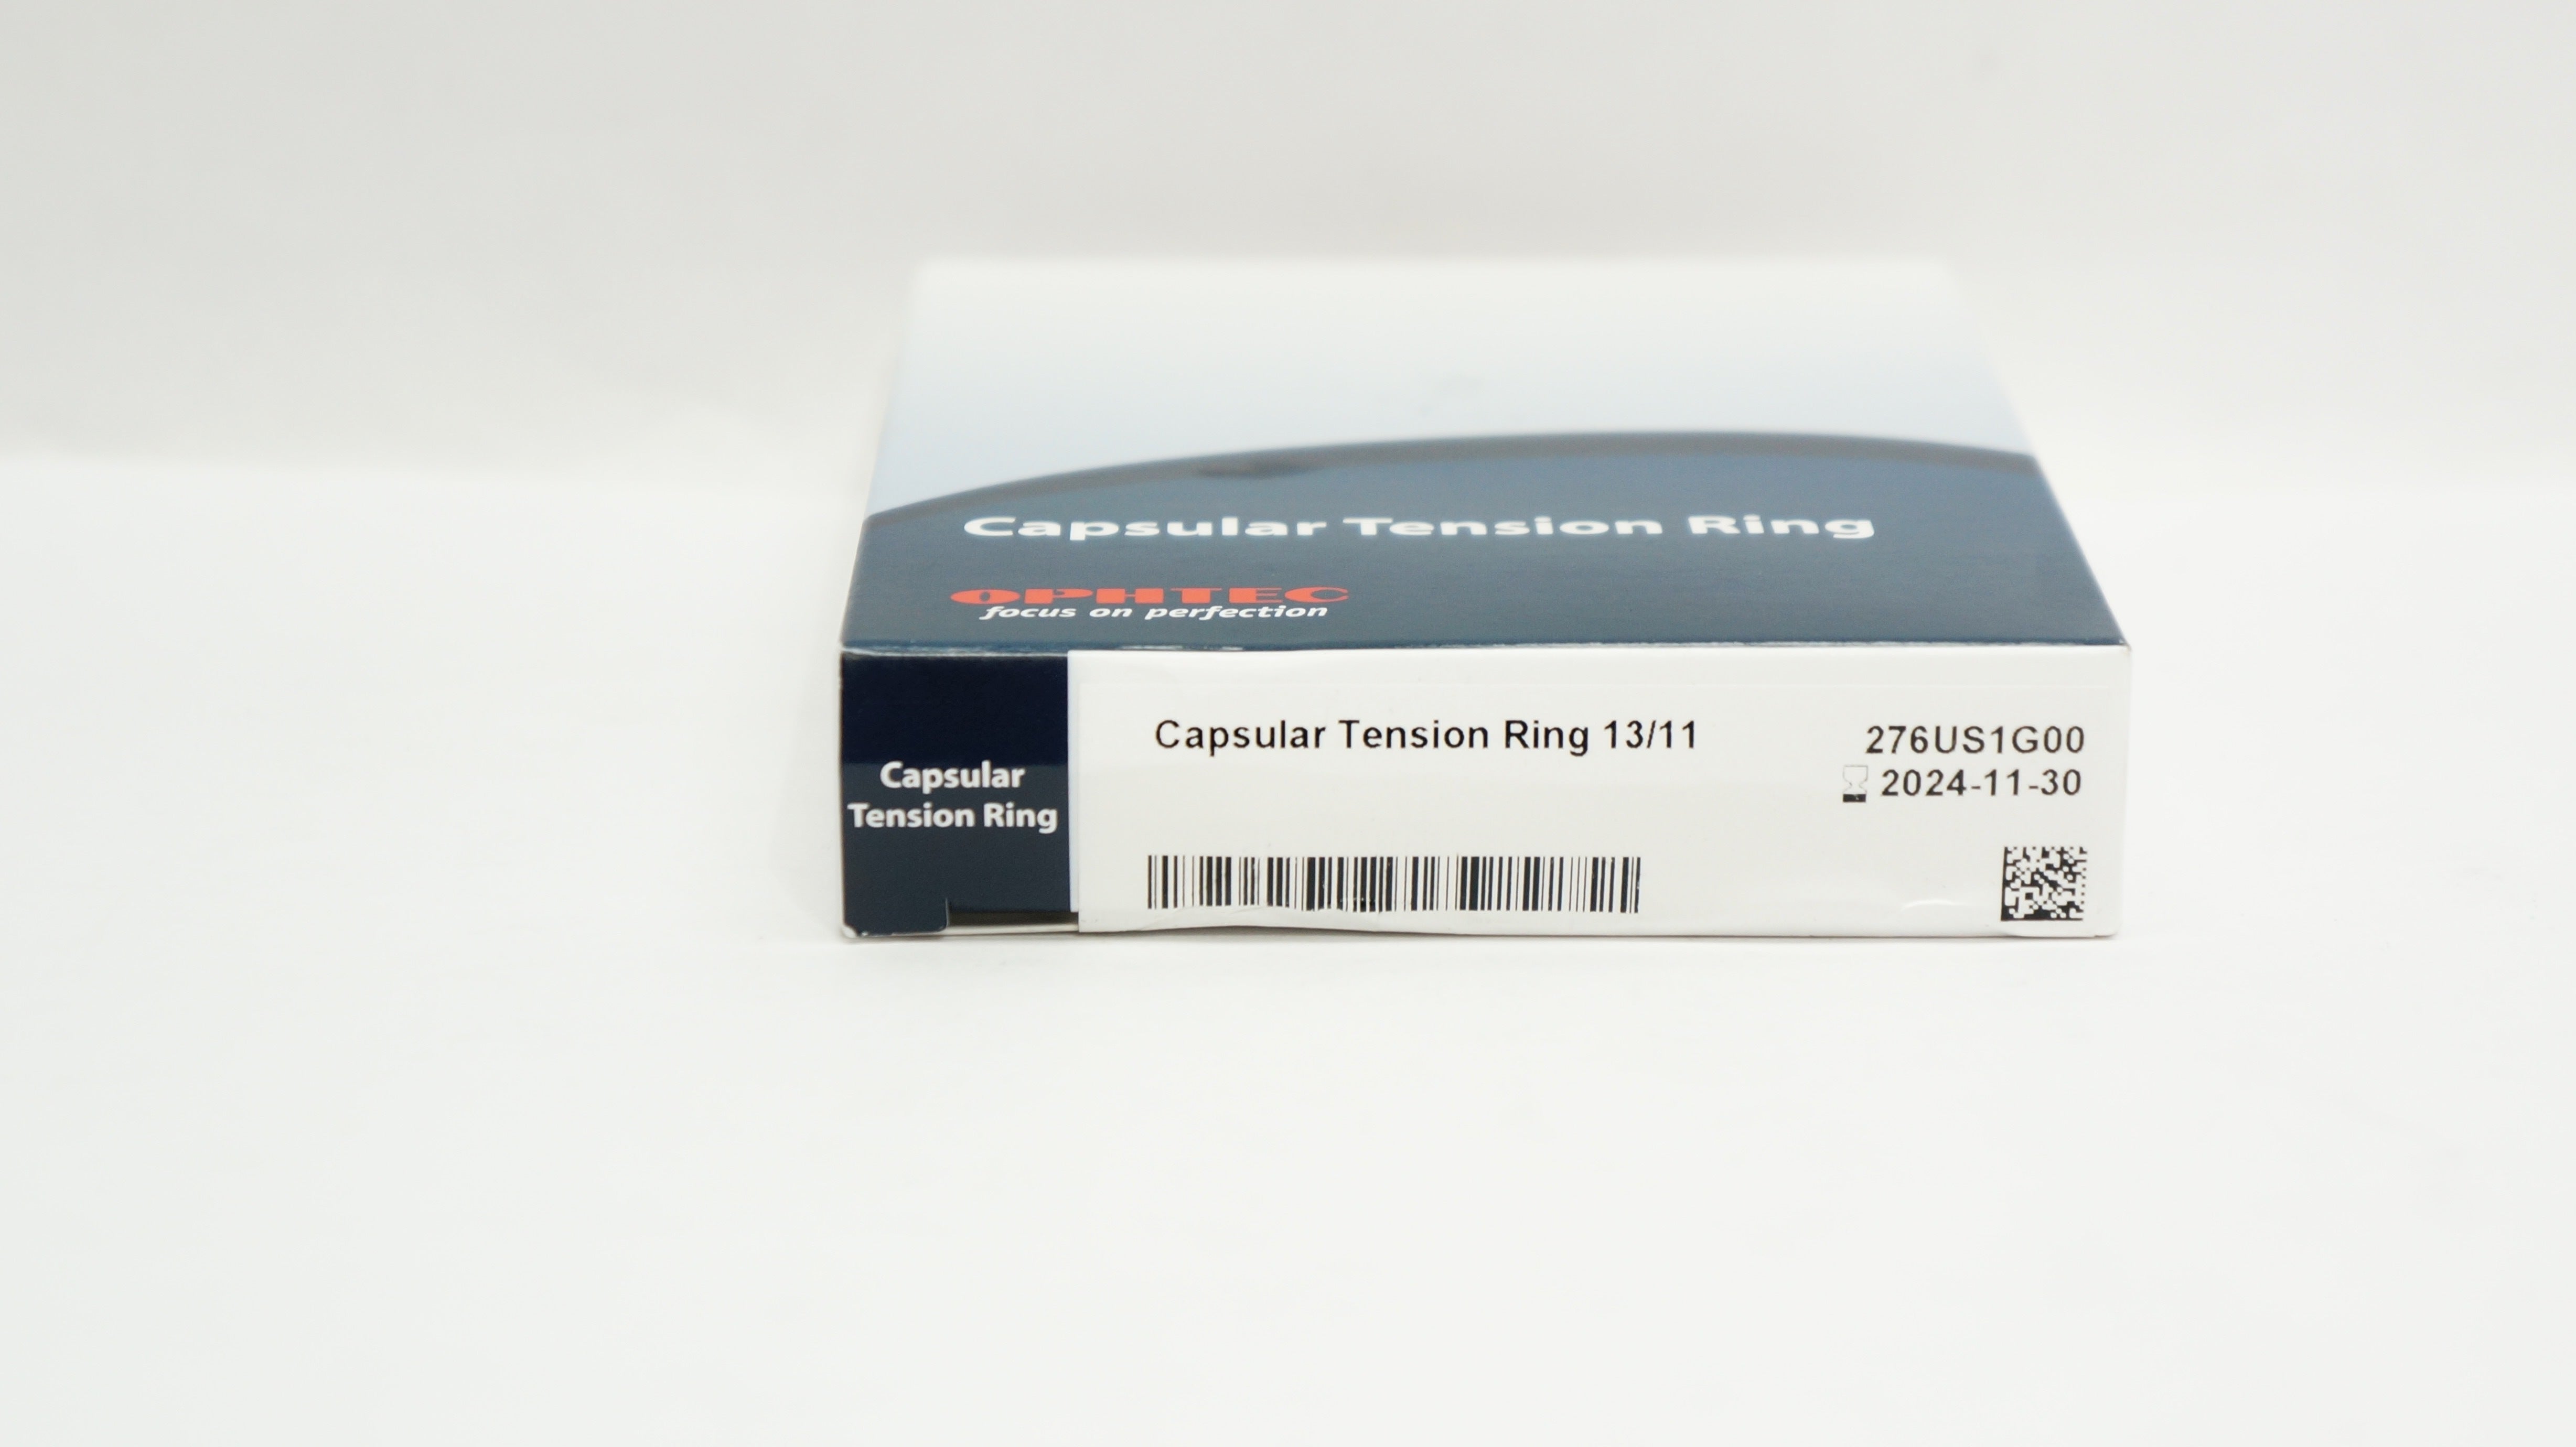 Capsular Tension Ring
OPHTEC
focus on perfection
Capsular
Tension Ring
Capsular Tension Ring 13/11
276US1G00
2024-11-30